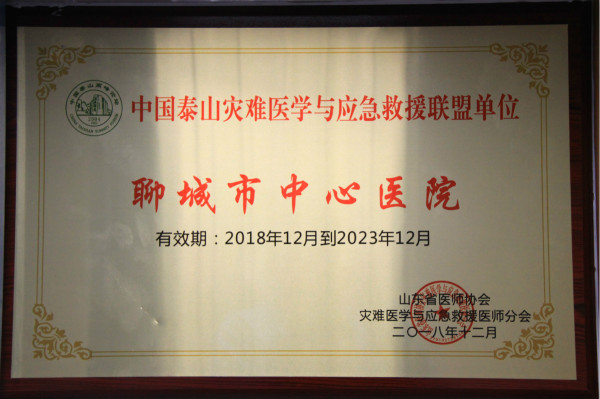 中国泰山灾难医学与应急救援联盟单位
聊城市中心医院
有效期：2018年12月到2023年12月
山东省医师协会
灾难医学与应急救援医师分会
二〇一八年十二月